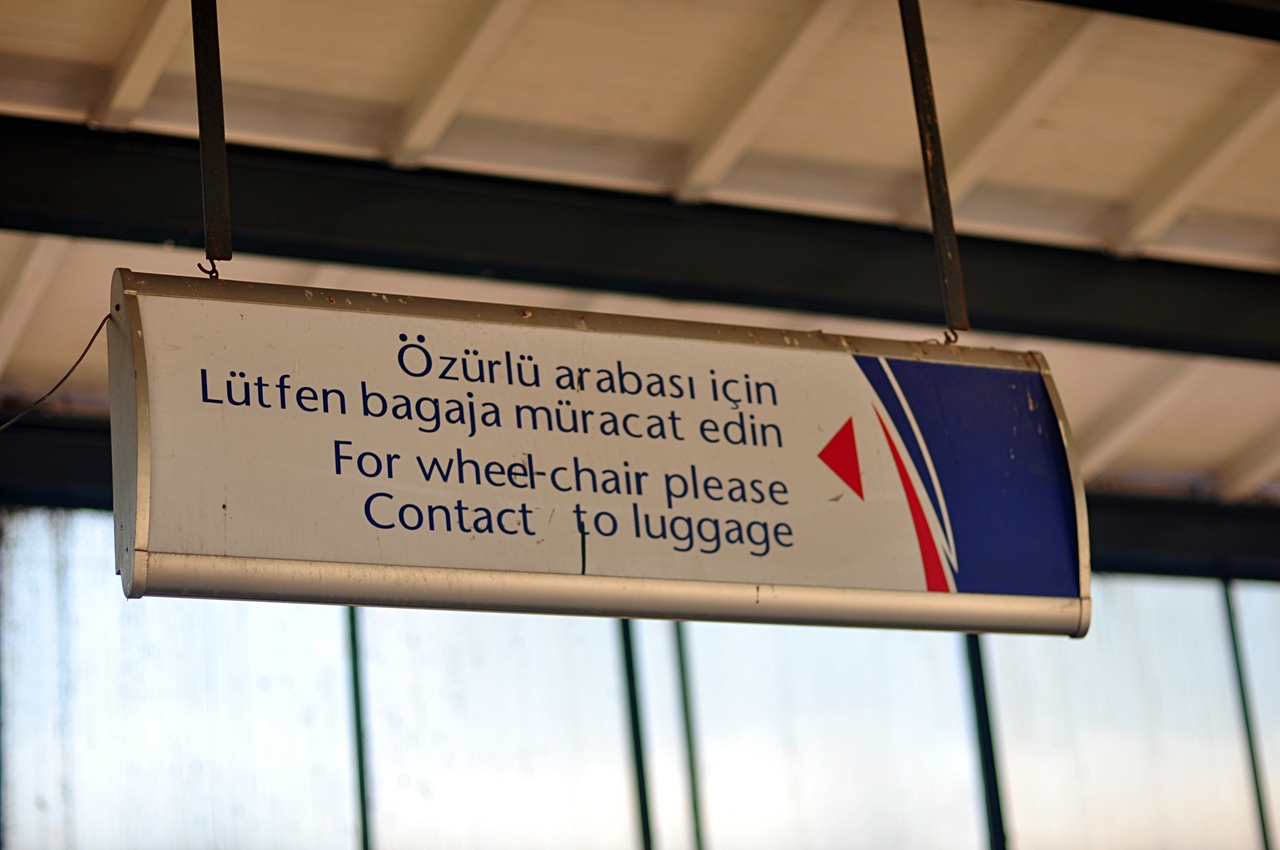 Özürlü arabası için
Lütfen bagaja müracat edin
For wheel-chair please
Contact to luggage